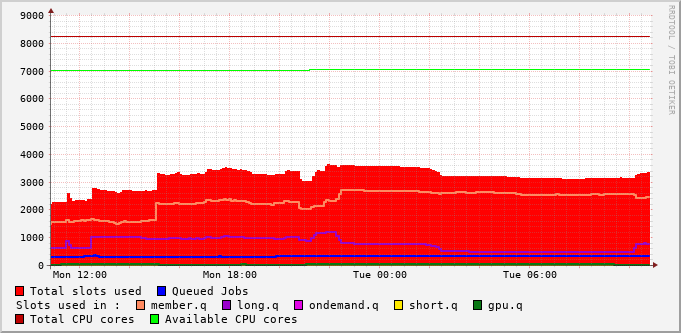 9000
8000
7000
6000
5000
4000
3000
2000
1000
0
Mon 12:00 Mon 18:00 Tue 00:00 Tue 06:00
RRDTOOL / TOBI OETIKER
Total slots used Queued Jobs
Slots used in : member.q long.q ondemand.q short.q gpu.q
Total CPU cores Available CPU cores